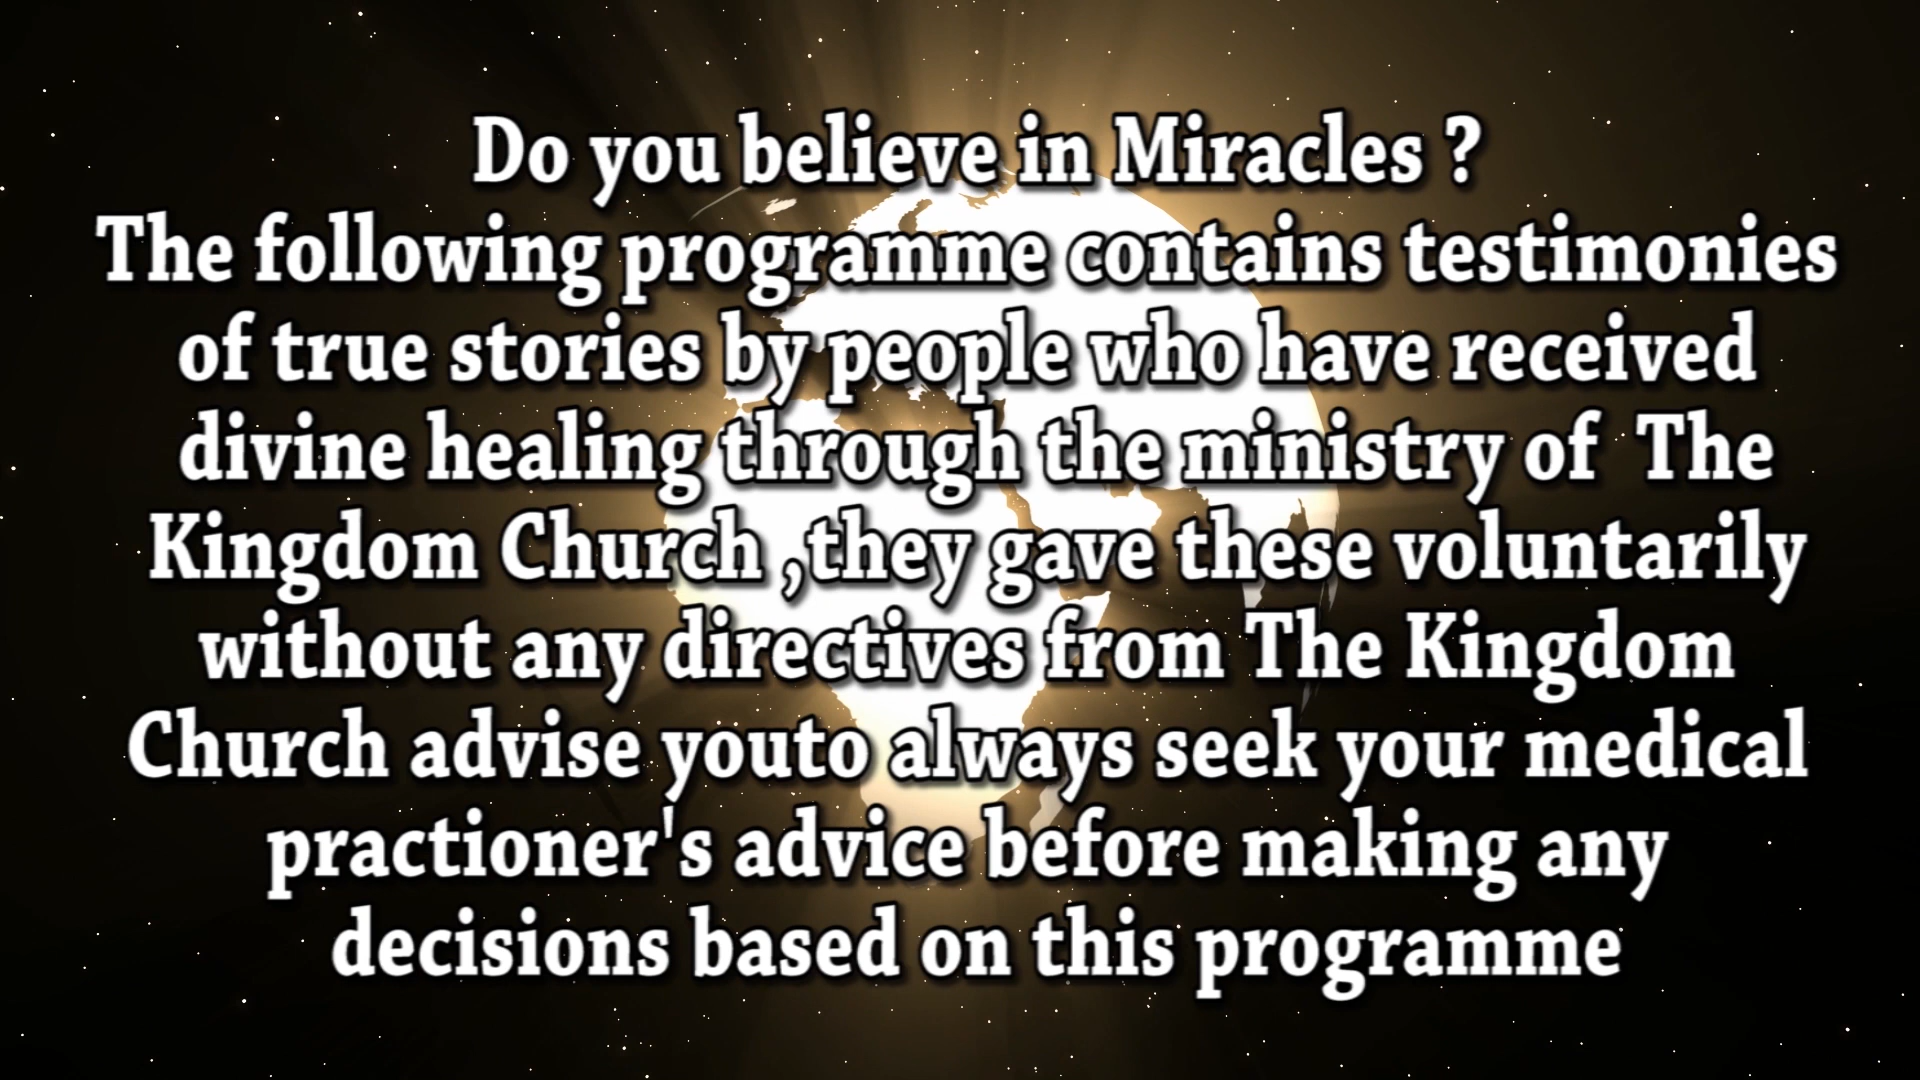 Do you believe in Miracles ?
The following programme contains testimonies
of true stories by people who have received
divine healing through the ministry of  The
Kingdom Church ,they gave these voluntarily
without any directives from The Kingdom
Church advise youto always seek your medical
practioner's advice before making any
decisions based on this programme